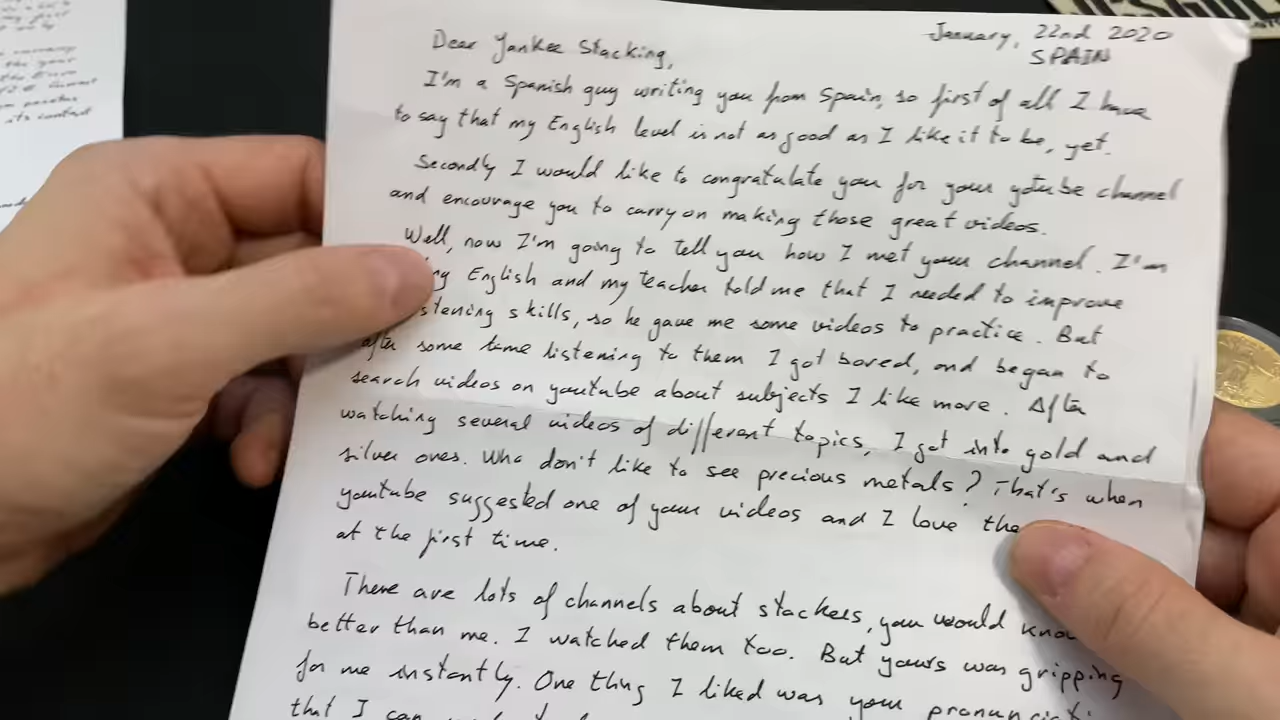 January, 22nd 2020
SPAIN
Dear Yankee Stacking,
I'm a Spanish guy writing you from Spain, so first of all I have
to say that my English level is not as good as I like it to be, yet.
Secondly I would like to congratulate you for your yotube channel
and encourage you to carry on making those great videos.
Well, now I'm going to tell you how I met your channel. I'm
English and my teacher told me that I needed to improve
skills, so he gave me some videos to practice. But
after some time listening to them I got bored, and began to
search videos on youtube about subjects I like more. After
watching several videos of different topics, I got into gold and
silver ones. Who don't like to see precious metals? That's when
youtube suggested one of your videos and I love
at the first time.
There are lots of channels about stackers, you would
better than me. I watched them too. But yours was gripping
for me instantly. One thing I liked was your
that I can